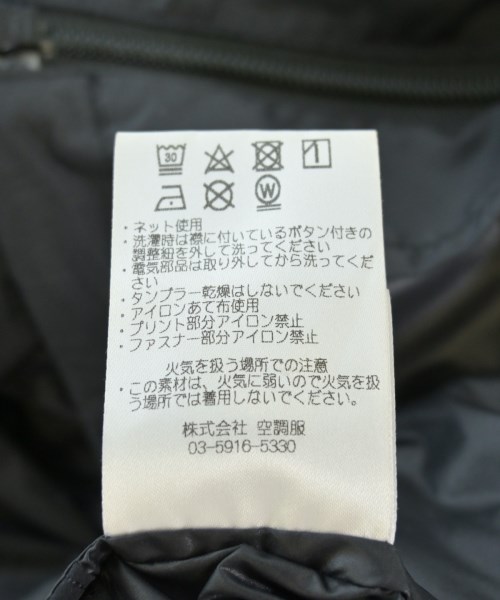 30
W
・ネット使用
・洗濯時は襟に付いているボタン付きの
調整紐を外して洗ってください
・電気部品は取り外してから洗ってくだ
さい
・タンブラー乾燥はしないでください
・アイロンあて布使用
・プリント部分アイロン禁止
・ファスナー部分アイロン禁止
火気を扱う場所での注意
・この素材は、火気に弱いので火気を扱
う場所では着用しないでください。
株式会社 空調服
03-5916-5330